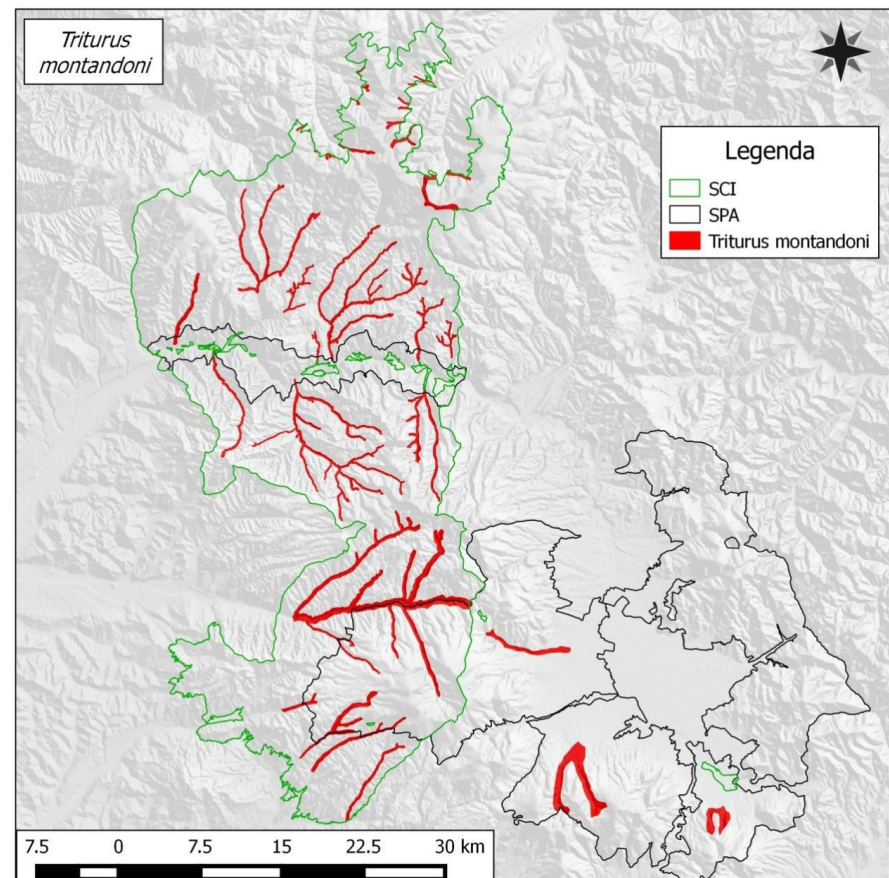 Triturus
montandoni
Legenda
SCI
SPA
Triturus montandoni
7.5 0 7.5 15 22.5 30 km